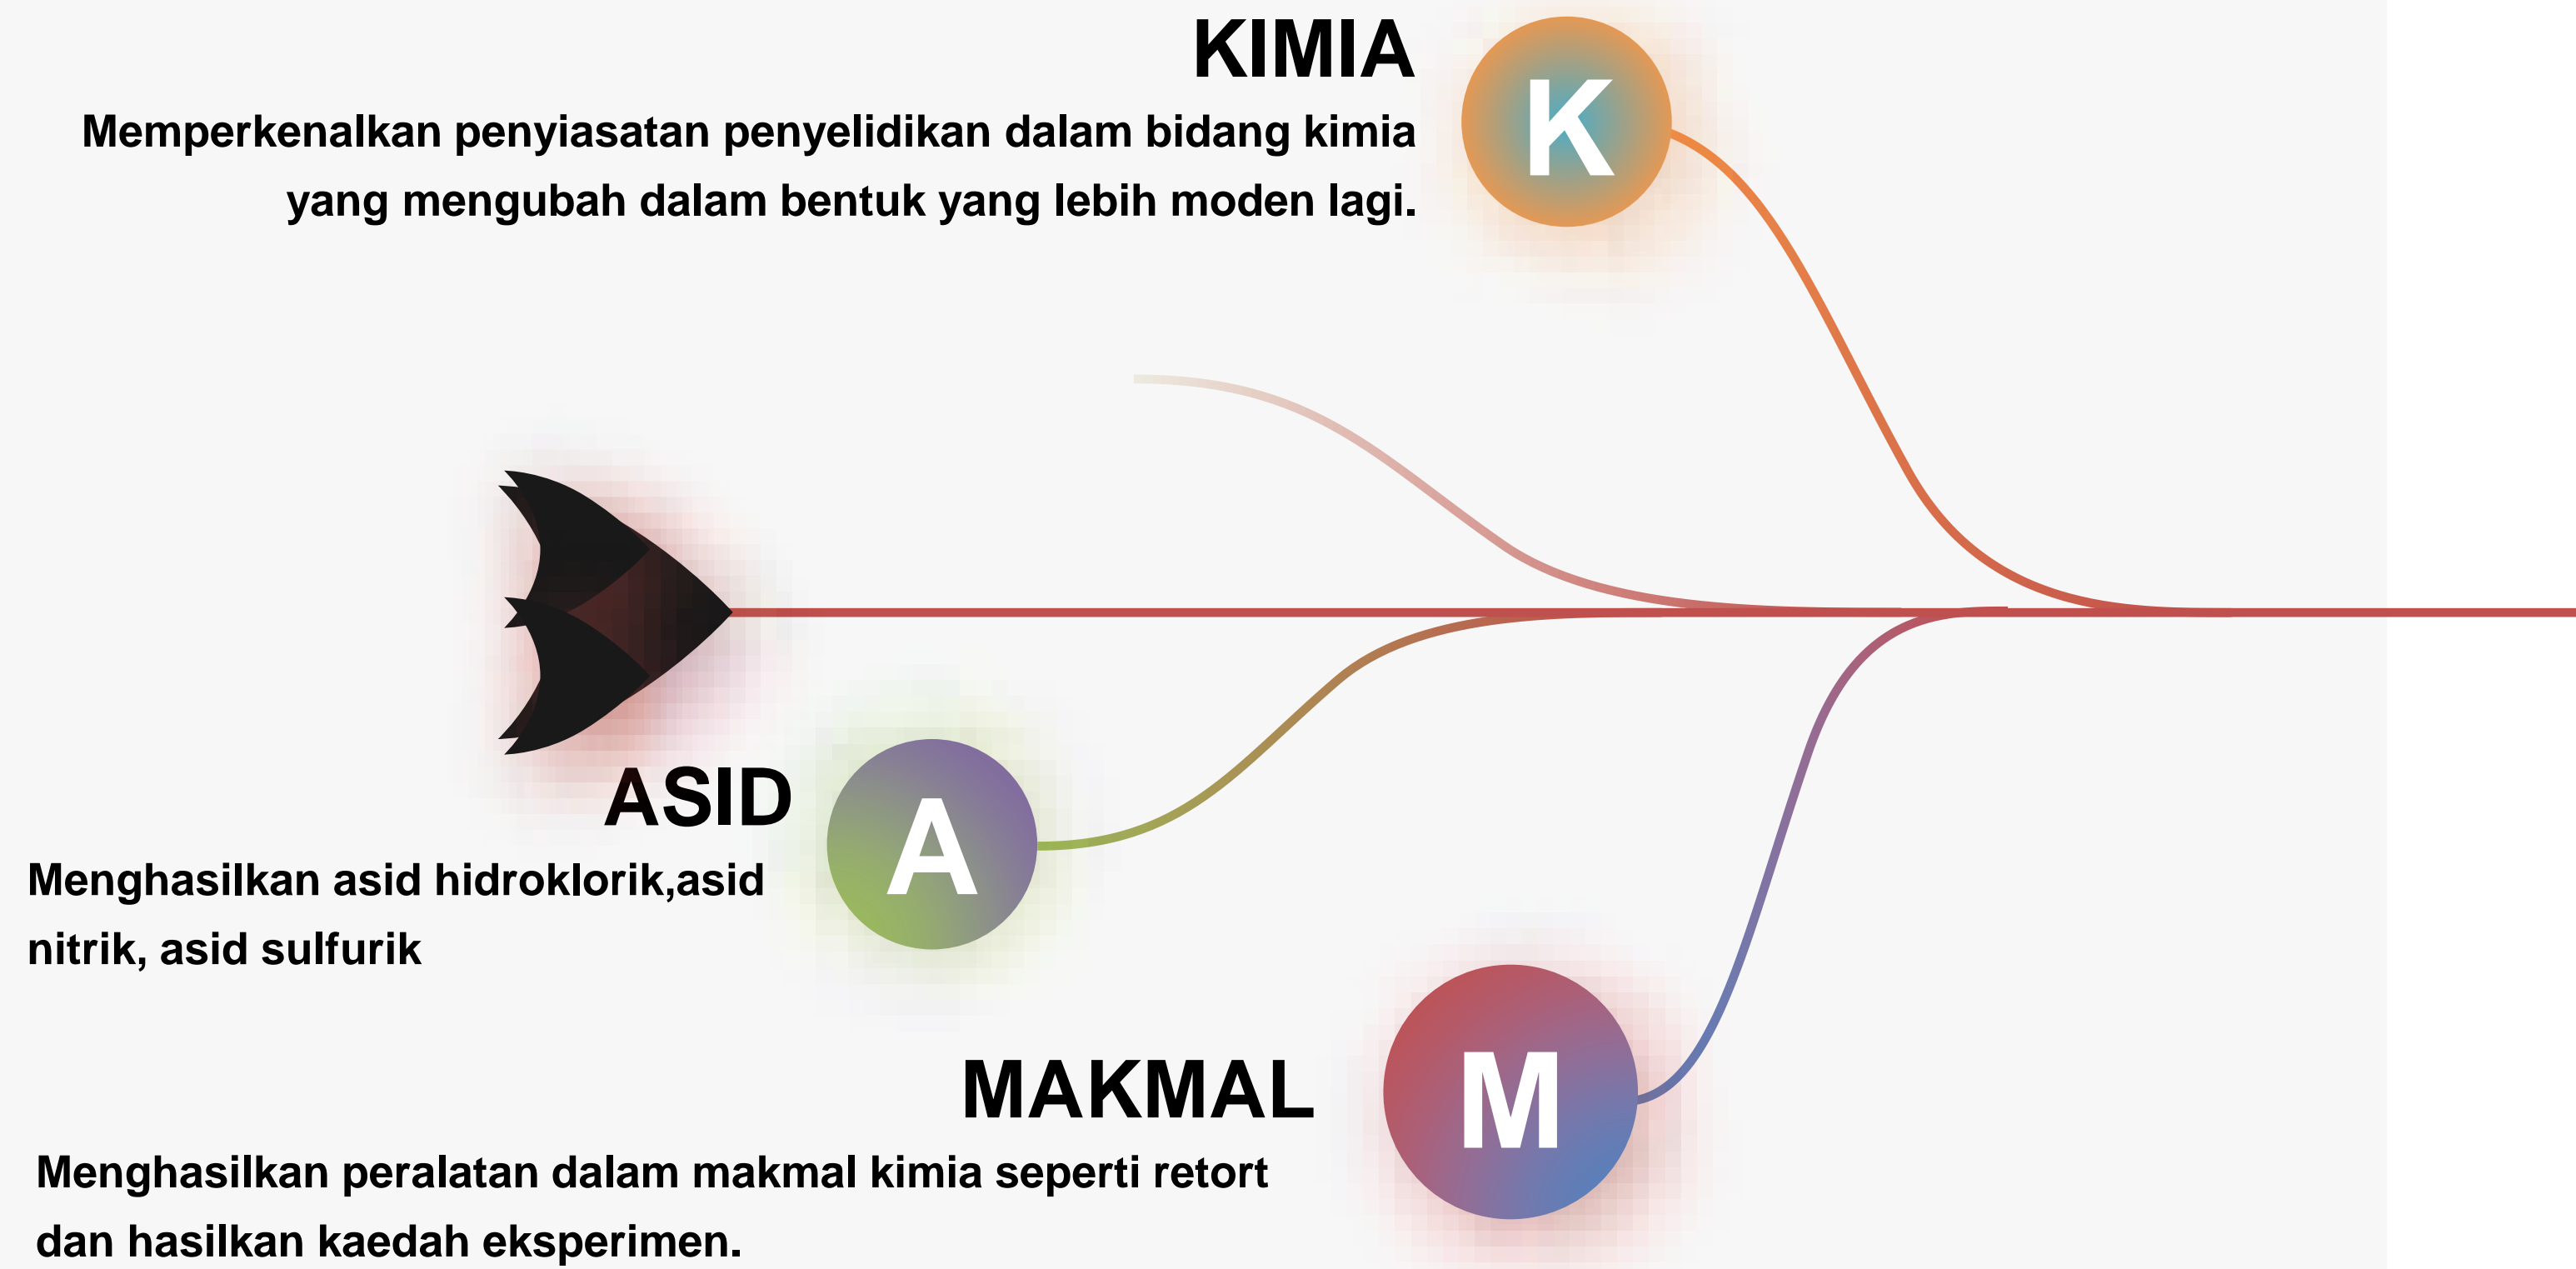 KIMIA
Memperkenalkan penyiasatan penyelidikan dalam bidang kimia
yang mengubah dalam bentuk yang lebih moden lagi.
K
ASID
A
Menghasilkan asid hidroklorik,asid
nitrik, asid sulfurik
MAKMAL
M
Menghasilkan peralatan dalam makmal kimia seperti retort
dan hasilkan kaedah eksperimen.